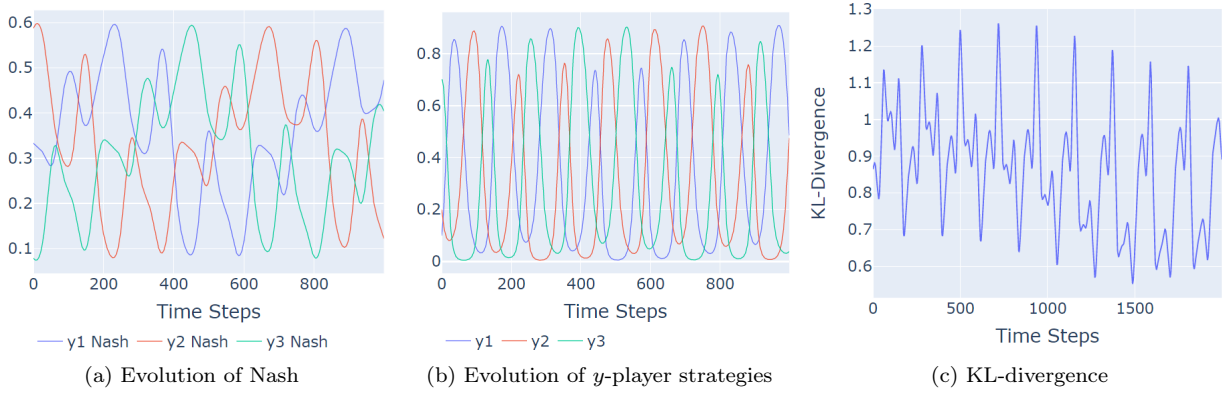 0.6
0.5
0.4
0.3
0.2
0.1
0 200 400 600 800
Time Steps
y1 Nash y2 Nash y3 Nash
(a) Evolution of Nash
0.8
0.6
0.4
0.2
0
0 200 400 600 800
Time Steps
y1 y2 y3
(b) Evolution of y-player strategies
1.3
1.2
1.1
1
0.9
0.8
0.7
0.6
KL-Divergence
0 500 1000 1500
Time Steps
(c) KL-divergence